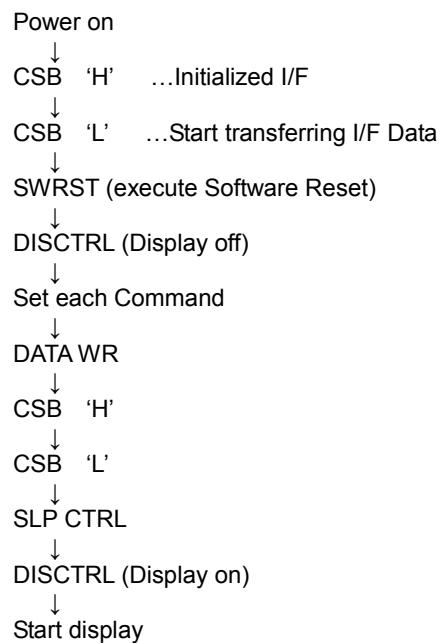 Power on
↓
CSB ‘H’ …Initialized I/F
↓
CSB ‘L’ …Start transferring I/F Data
↓
SWRST (execute Software Reset)
↓
DISCTRL (Display off)
↓
Set each Command
↓
DATA WR
↓
CSB ‘H’
↓
CSB ‘L’
↓
SLP CTRL
↓
DISCTRL (Display on)
↓
Start display